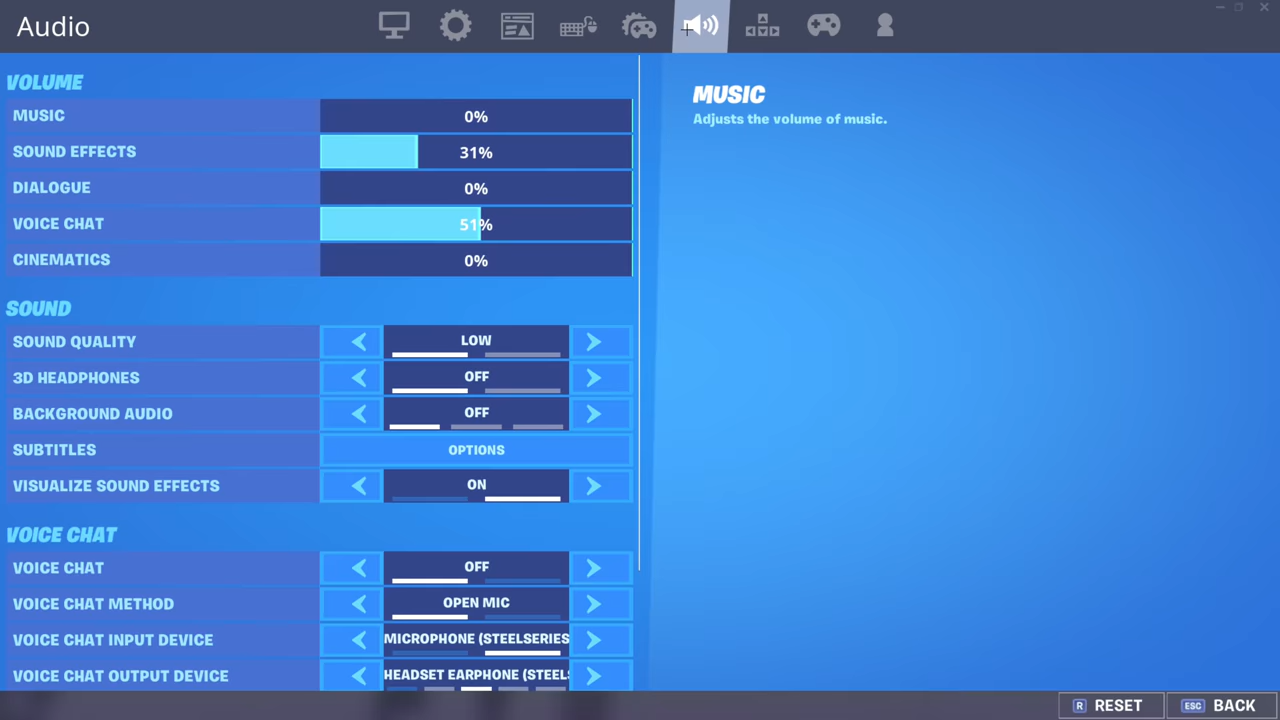 Audio
VOLUME
MUSIC 0%
SOUND EFFECTS 31%
DIALOGUE 0%
VOICE CHAT 51%
CINEMATICS 0%
SOUND
SOUND QUALITY LOW
3D HEADPHONES OFF
BACKGROUND AUDIO OFF
SUBTITLES OPTIONS
VISUALIZE SOUND EFFECTS ON
VOICE CHAT
VOICE CHAT OFF
VOICE CHAT METHOD OPEN MIC
VOICE CHAT INPUT DEVICE MICROPHONE (STEELSERIES
VOICE CHAT OUTPUT DEVICE HEADSET EARPHONE (STEELS
MUSIC
Adjusts the volume of music.
R RESET
ESC BACK